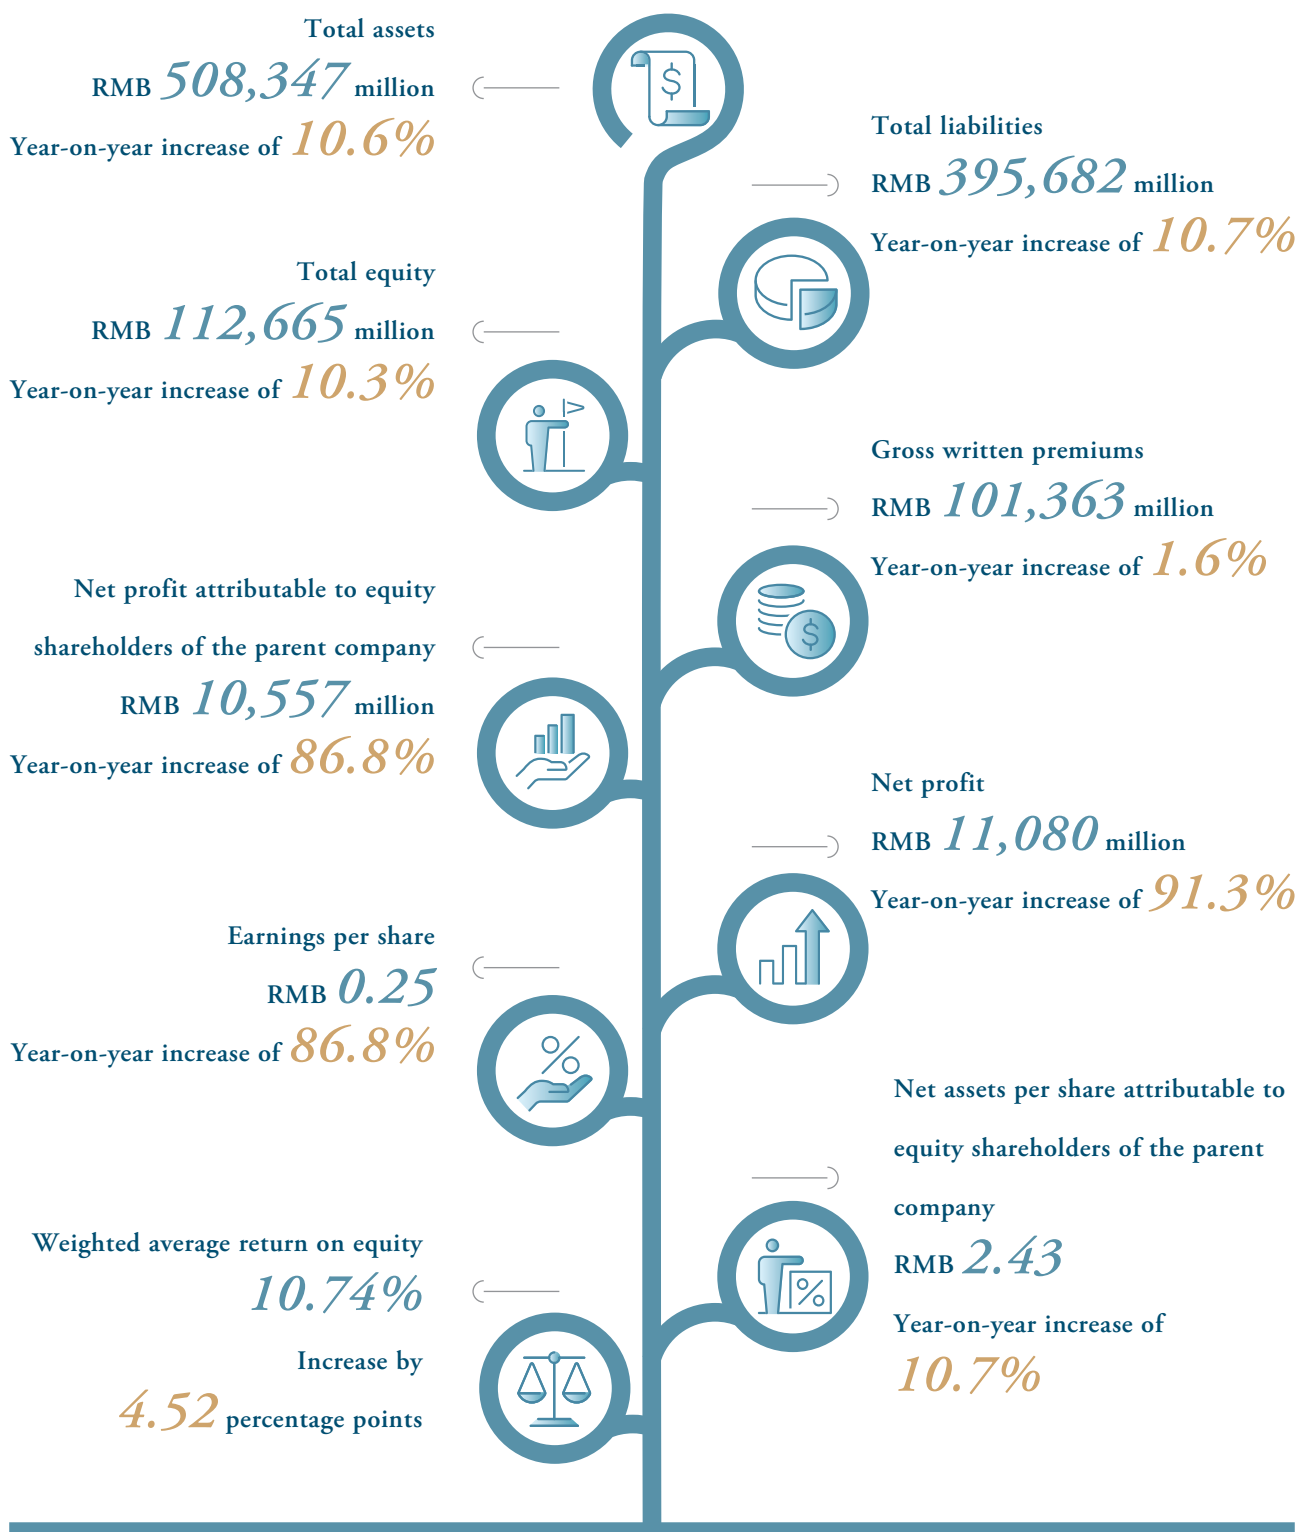 Total assets
RMB 508,347 million
Year-on-year increase of 10.6%
Total liabilities
RMB 395,682 million
Year-on-year increase of 10.7%
Total equity
RMB 112,665 million
Year-on-year increase of 10.3%
Gross written premiums
RMB 101,363 million
Year-on-year increase of 1.6%
Net profit attributable to equity
shareholders of the parent company
RMB 10,557 million
Year-on-year increase of 86.8%
Net profit
RMB 11,080 million
Year-on-year increase of 91.3%
Earnings per share
RMB 0.25
Year-on-year increase of 86.8%
Net assets per share attributable to
equity shareholders of the parent
company
RMB 2.43
Year-on-year increase of
10.7%
Weighted average return on equity
10.74%
Increase by
4.52 percentage points